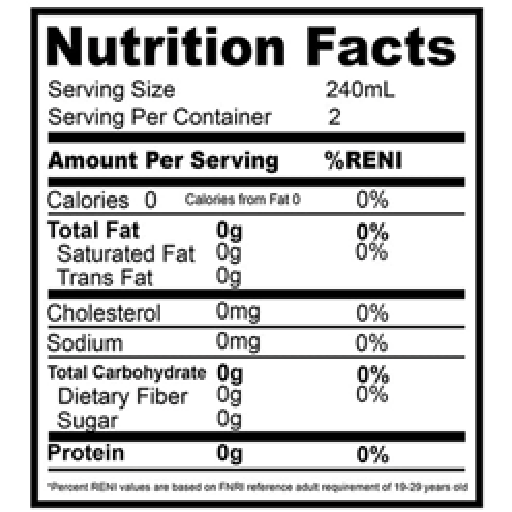 Nutrition Facts
Serving Size 240mL
Serving Per Container 2
Amount Per Serving %RENI
Calories 0 Calories from Fat 0 0%
Total Fat 0g 0%
Saturated Fat 0g 0%
Trans Fat 0g
Cholesterol 0mg 0%
Sodium 0mg 0%
Total Carbohydrate 0g 0%
Dietary Fiber 0g 0%
Sugar 0g
Protein 0g 0%
*Percent RENI values are based on FNRI reference adult requirement of 19-29 years old